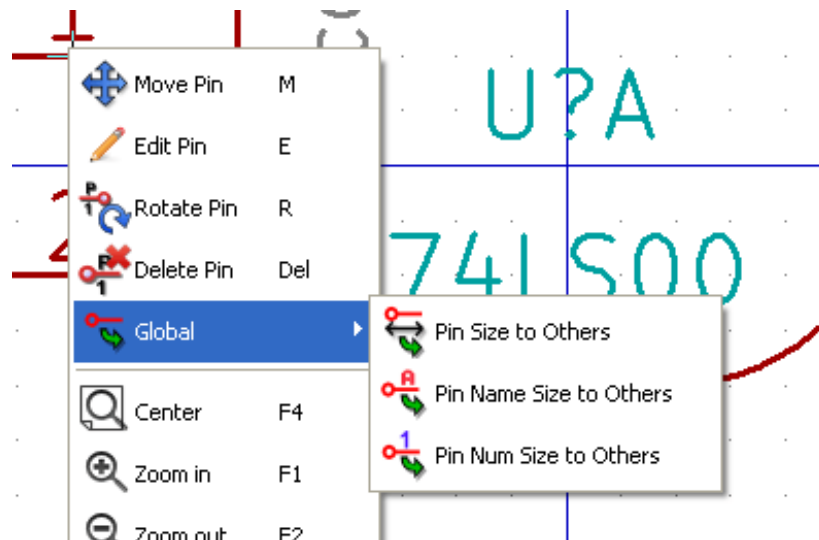 U?A
74LS00
2
Move Pin M
Edit Pin E
Rotate Pin R
Delete Pin Del
Global
Pin Size to Others
Pin Name Size to Others
Pin Num Size to Others
Center F4
Zoom in F1
Zoom out F2